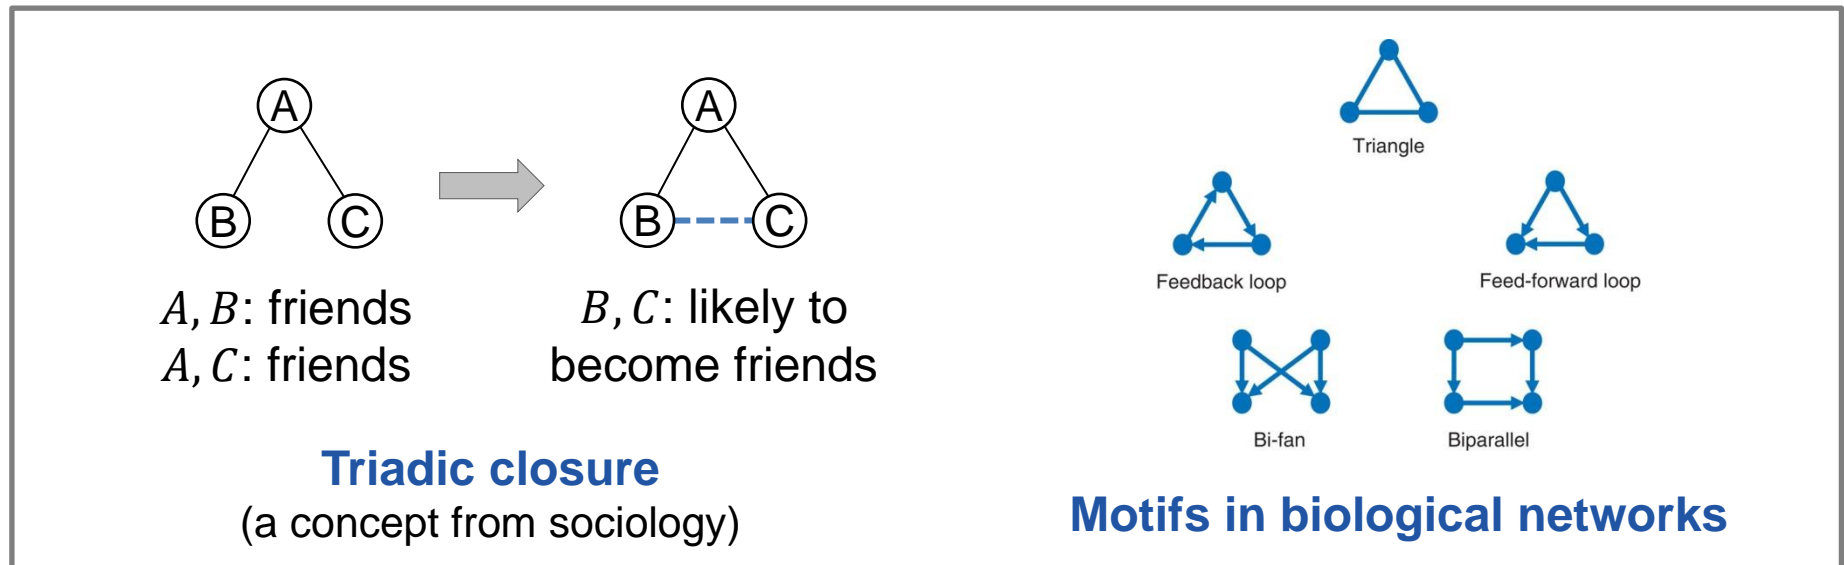 A
B
C
A
B
C
A, B: friends
A, C: friends
B, C: likely to
become friends
Triadic closure
(a concept from sociology)
Triangle
Feedback loop
Feed-forward loop
Bi-fan
Biparallel
Motifs in biological networks